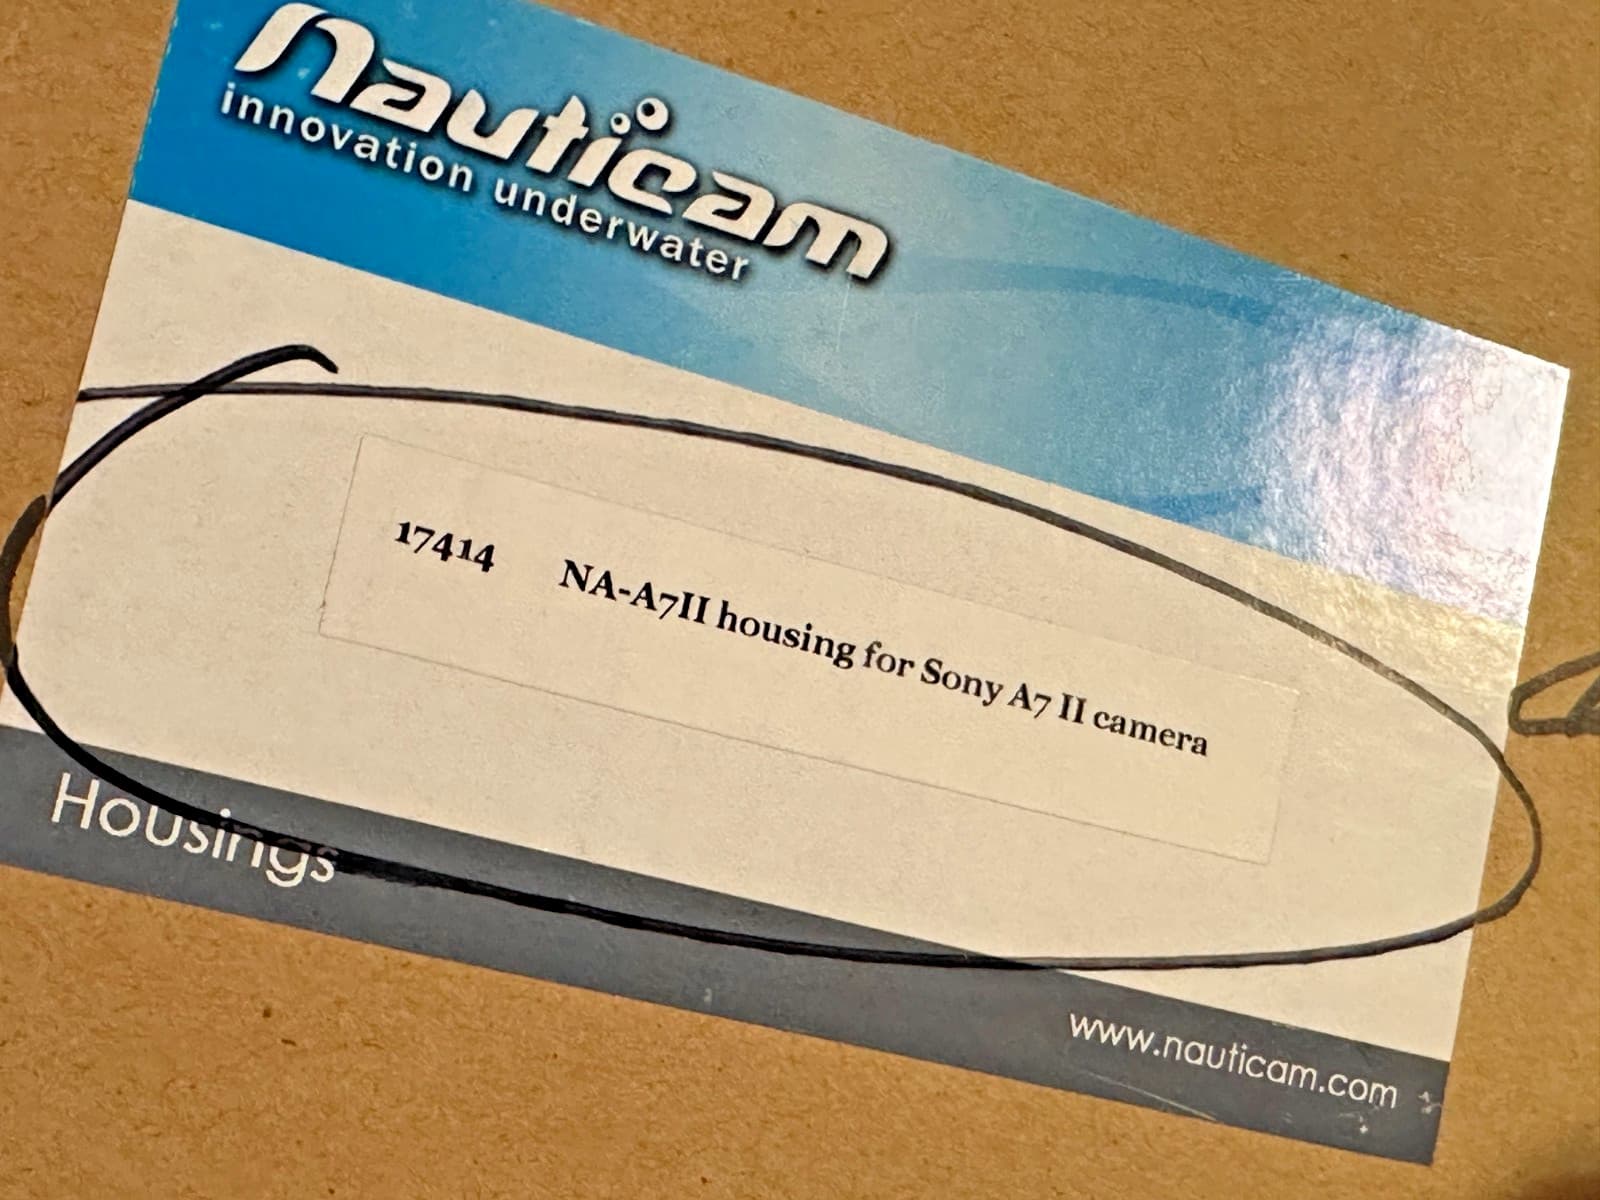 nauticam
innovation underwater
17414 NA-A7II housing for Sony A7 II camera
Housings
www.nauticam.com